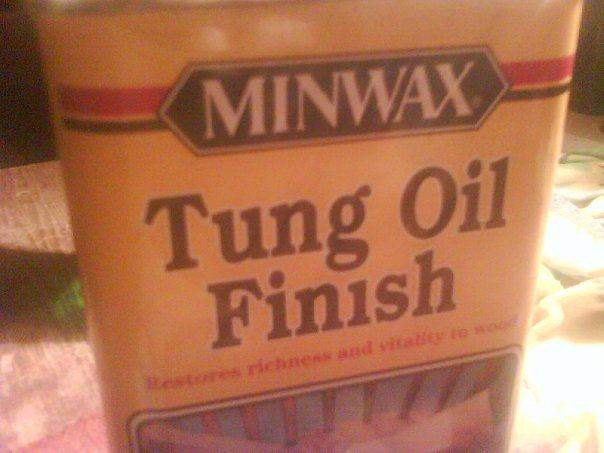 MINWAX
Tung Oil
Finish
Restores richness and vitality to wood